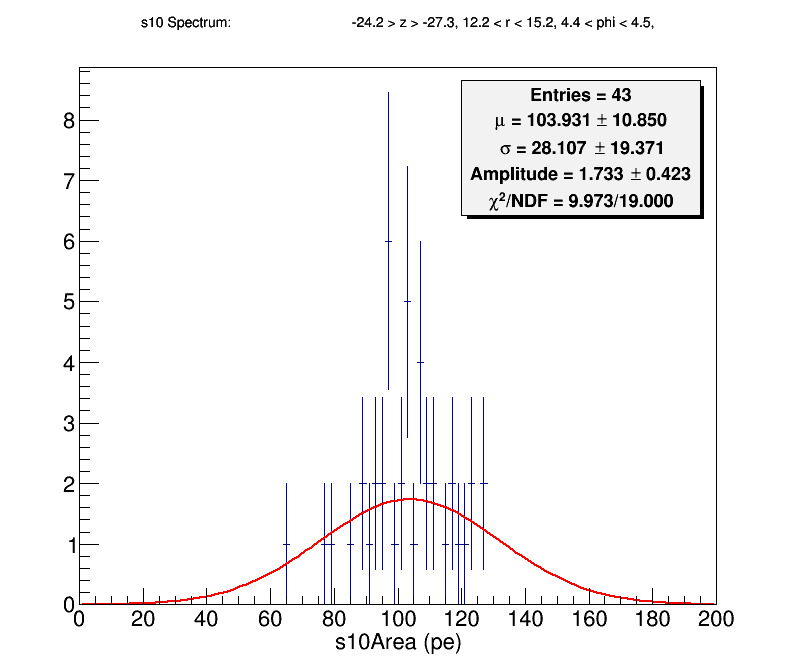 s10 Spectrum: -24.2 > z > -27.3, 12.2 < r < 15.2, 4.4 < phi < 4.5,
Entries = 43
μ = 103.931 ± 10.850
σ = 28.107 ± 19.371
Amplitude = 1.733 ± 0.423
χ²/NDF = 9.973/19.000
8
7
6
5
4
3
2
1
0
0 20 40 60 80 100 120 140 160 180 200
s10Area (pe)